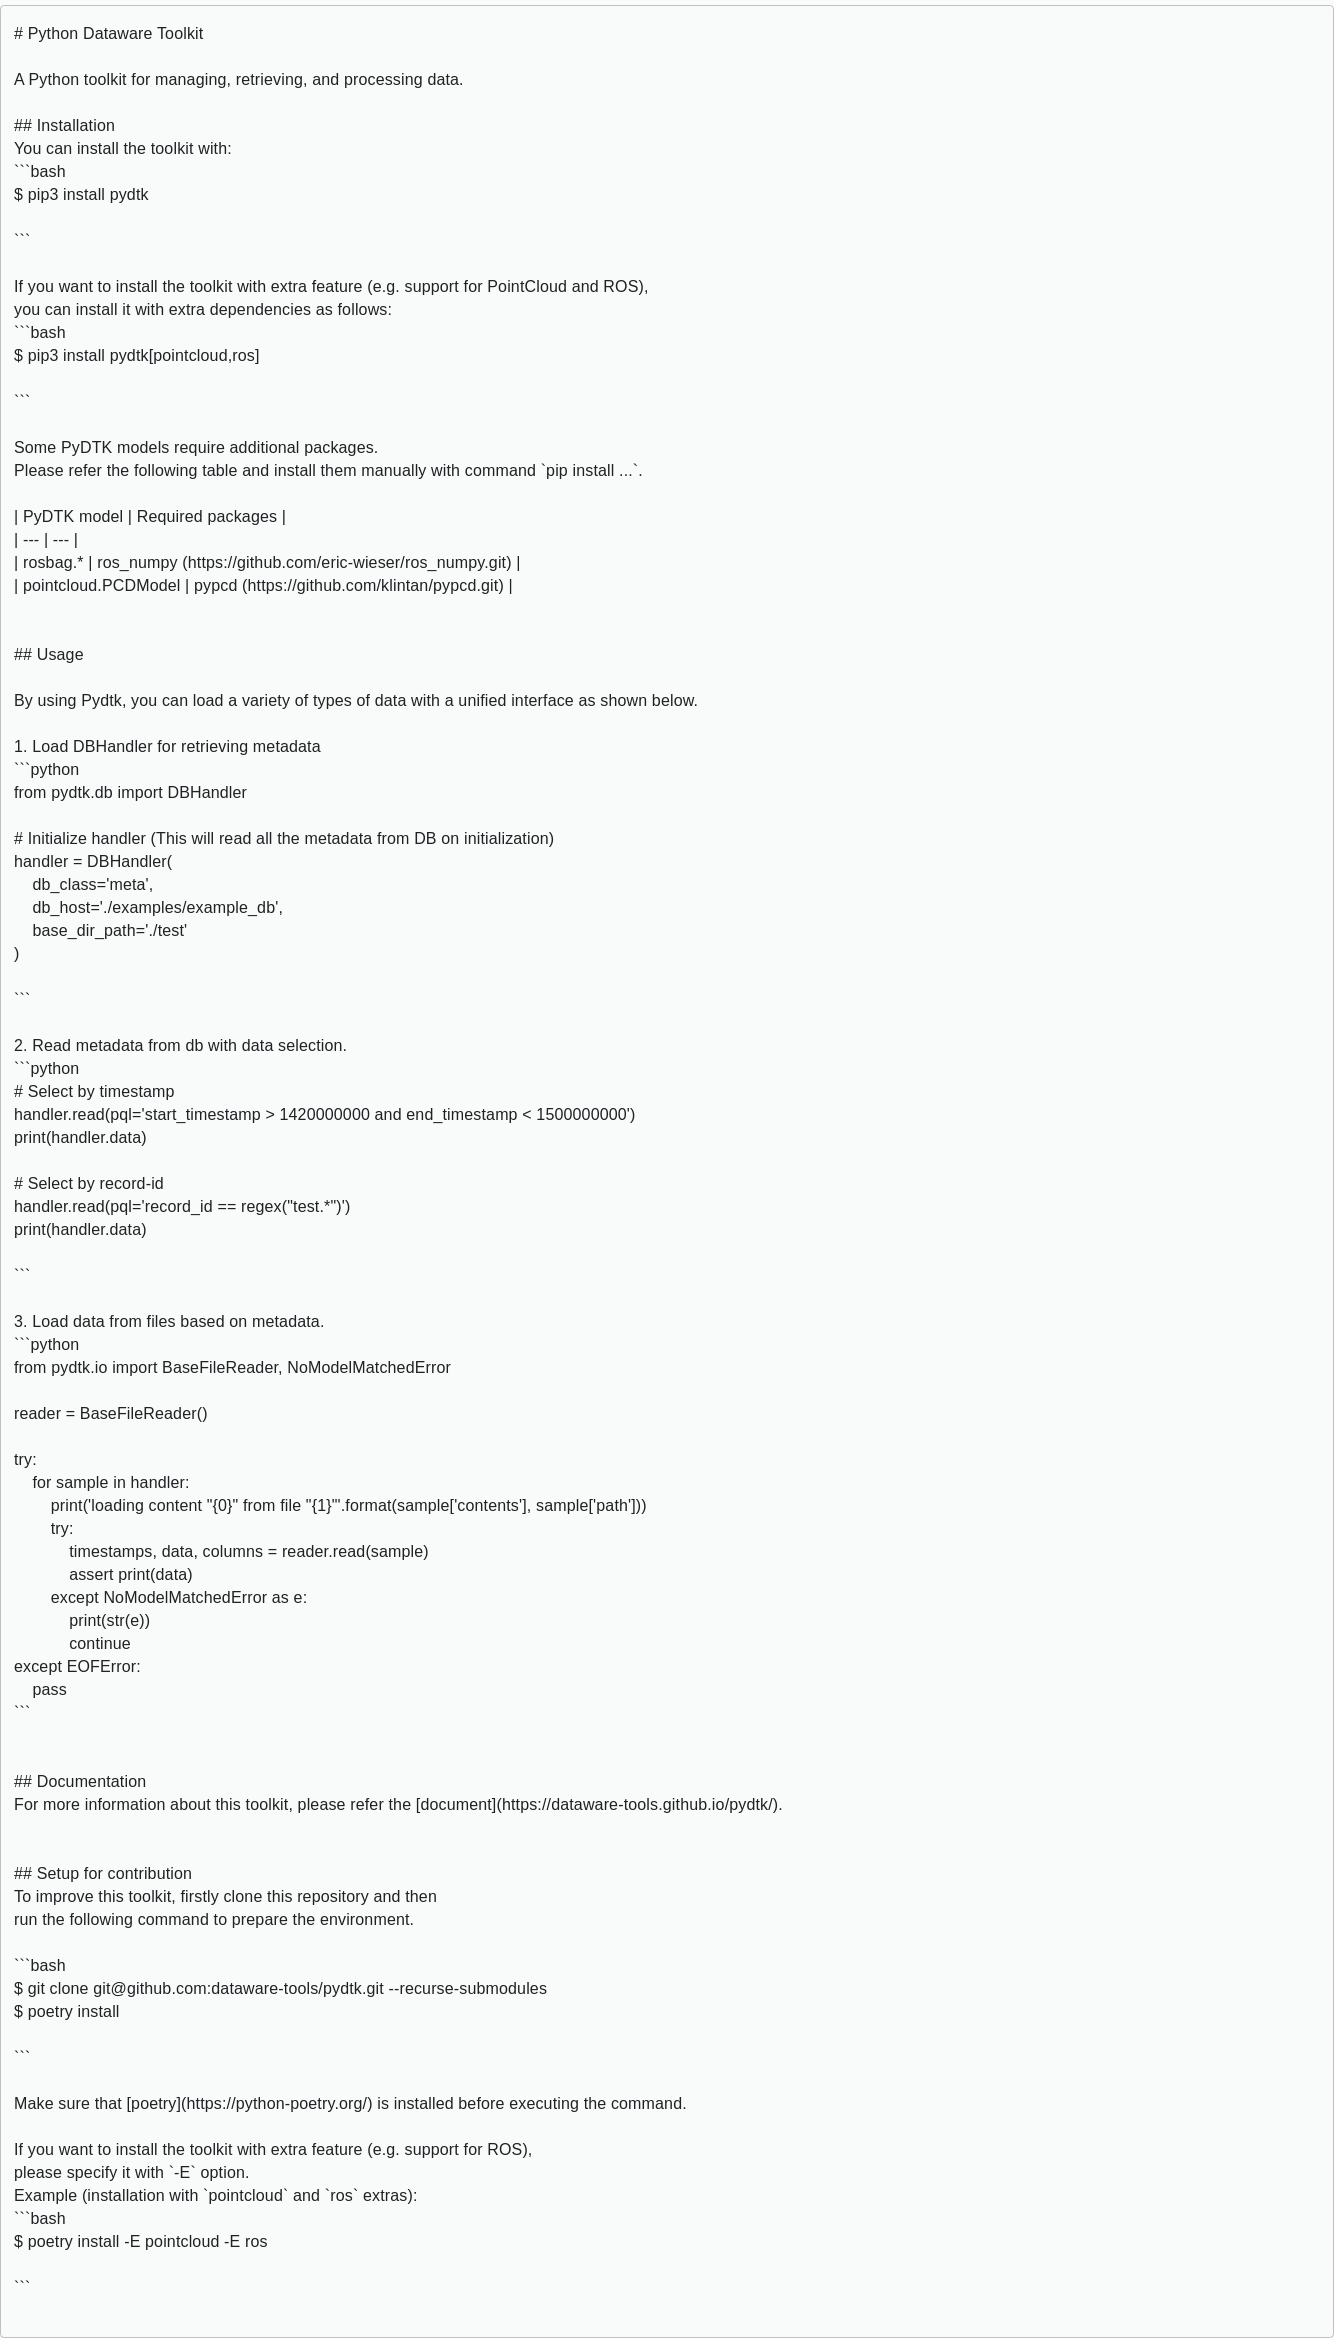 # Python Dataware Toolkit

A Python toolkit for managing, retrieving, and processing data.

## Installation
You can install the toolkit with:
```bash
$ pip3 install pydtk

```

If you want to install the toolkit with extra feature (e.g. support for PointCloud and ROS),
you can install it with extra dependencies as follows:
```bash
$ pip3 install pydtk[pointcloud,ros]

```

Some PyDTK models require additional packages.
Please refer the following table and install them manually with command `pip install ...`.

| PyDTK model | Required packages |
| --- | --- |
| rosbag.* | ros_numpy (https://github.com/eric-wieser/ros_numpy.git) |
| pointcloud.PCDModel | pypcd (https://github.com/klintan/pypcd.git) |


## Usage

By using Pydtk, you can load a variety of types of data with a unified interface as shown below.

1. Load DBHandler for retrieving metadata
```python
from pydtk.db import DBHandler

# Initialize handler (This will read all the metadata from DB on initialization)
handler = DBHandler(
    db_class='meta',
    db_host='./examples/example_db',
    base_dir_path='./test'
)

```

2. Read metadata from db with data selection.
```python
# Select by timestamp
handler.read(pql='start_timestamp > 1420000000 and end_timestamp < 1500000000')
print(handler.data)

# Select by record-id
handler.read(pql='record_id == regex("test.*")')
print(handler.data)

```

3. Load data from files based on metadata.
```python
from pydtk.io import BaseFileReader, NoModelMatchedError

reader = BaseFileReader()

try:
    for sample in handler:
        print('loading content "{0}" from file "{1}"'.format(sample['contents'], sample['path']))
        try:
            timestamps, data, columns = reader.read(sample)
            assert print(data)
        except NoModelMatchedError as e:
            print(str(e))
            continue
except EOFError:
    pass
```


## Documentation
For more information about this toolkit, please refer the [document](https://dataware-tools.github.io/pydtk/).


## Setup for contribution
To improve this toolkit, firstly clone this repository and then
run the following command to prepare the environment.

```bash
$ git clone git@github.com:dataware-tools/pydtk.git --recurse-submodules
$ poetry install

```

Make sure that [poetry](https://python-poetry.org/) is installed before executing the command.

If you want to install the toolkit with extra feature (e.g. support for ROS),
please specify it with `-E` option.
Example (installation with `pointcloud` and `ros` extras):
```bash
$ poetry install -E pointcloud -E ros

```